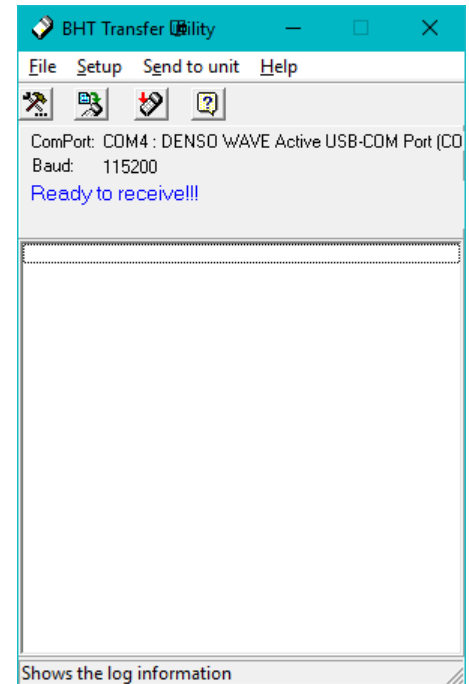 BHT Transfer Utility
File Setup Send to unit Help
ComPort: COM4 : DENSO WAVE Active USB-COM Port (CO
Baud: 115200
Ready to receive!!!
Shows the log information